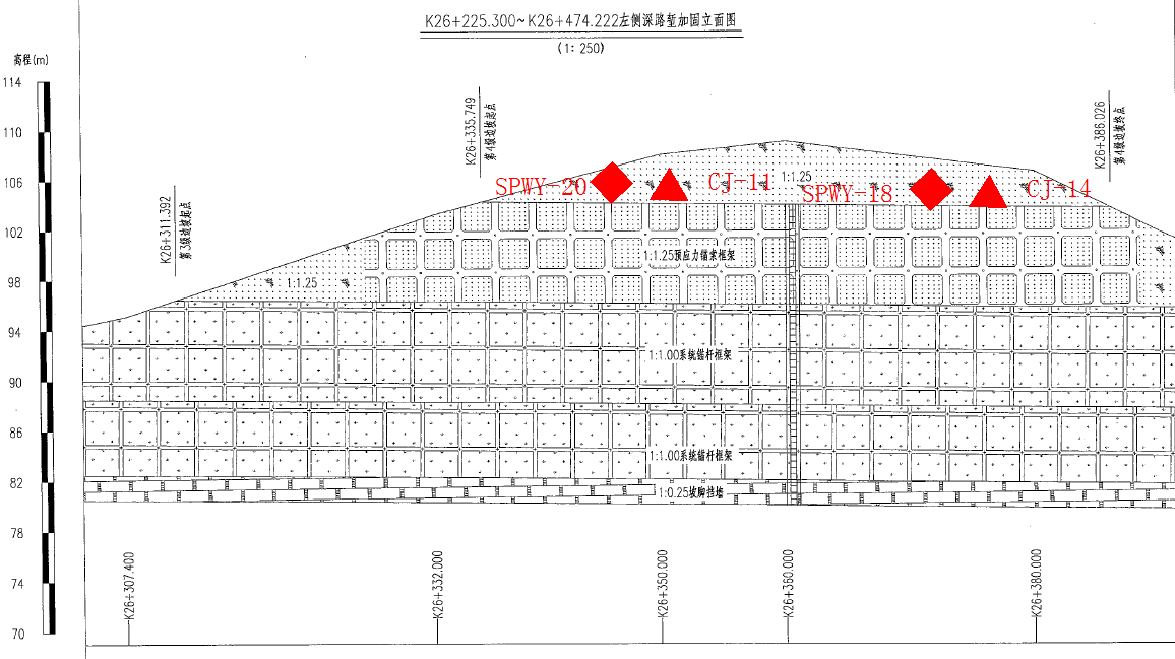 K26+225.300~K26+474.222左侧深路堑加固立面图
(1:250)
高程(m)
114
110
106
102
98
94
90
86
82
78
74
70
K26+311.392
第3级边坡起点
K26+335.749
第4级边坡起点
K26+386.026
第4级边坡终点
SPWY-20
CJ-11
1:1.25
SPWY-18
CJ-14
1:1.25预应力锚索框架
1:1.25
1:1.00系统锚杆框架
1:1.00系统锚杆框架
1:0.25坡脚挡墙
K26+307.400
K26+332.000
K26+350.000
K26+360.000
K26+380.000